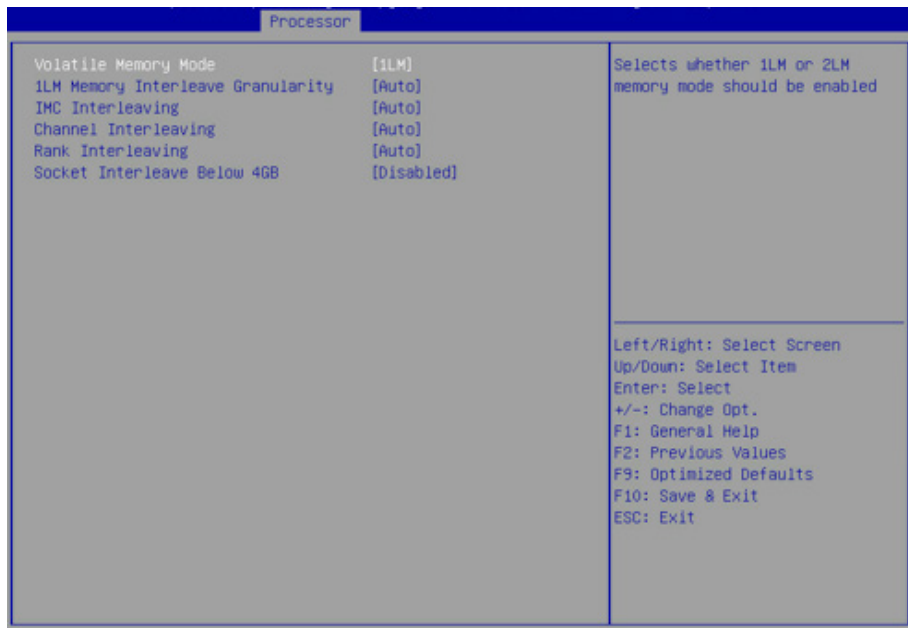 Processor
Volatile Memory Mode [1LM]
1LM Memory Interleave Granularity [Auto]
IMC Interleaving [Auto]
Channel Interleaving [Auto]
Rank Interleaving [Auto]
Socket Interleave Below 4GB [Disabled]
Selects whether 1LM or 2LM
memory mode should be enabled
Left/Right: Select Screen
Up/Down: Select Item
Enter: Select
+/-: Change Opt.
F1: General Help
F2: Previous Values
F9: Optimized Defaults
F10: Save & Exit
ESC: Exit